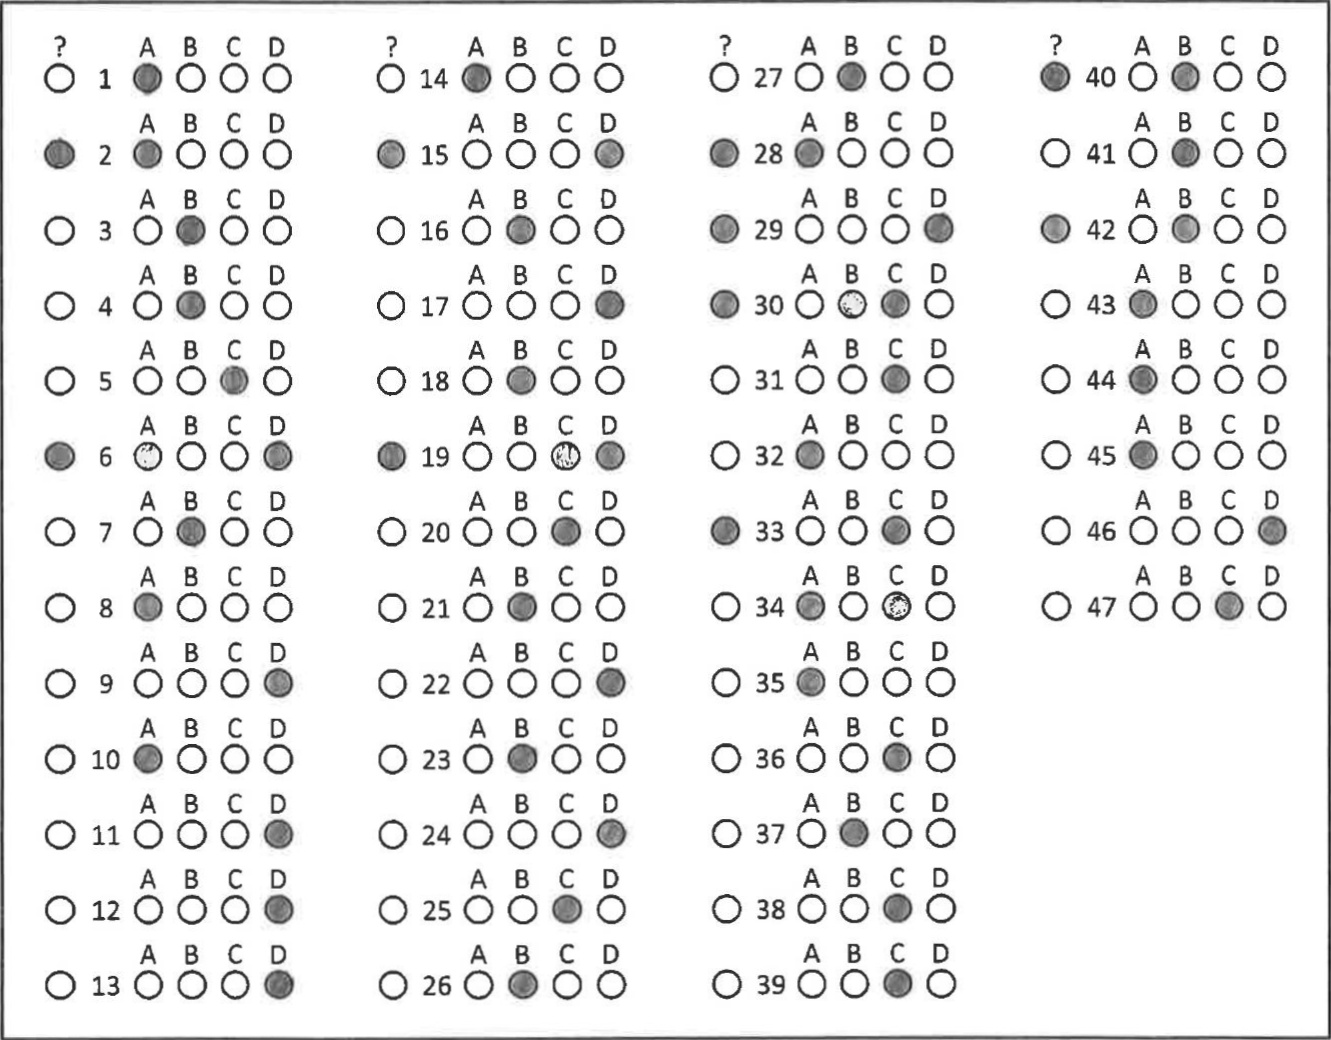 ? A B C D
1
A B C D
2
A B C D
3
A B C D
4
A B C D
5
A B C D
6
A B C D
7
A B C D
8
A B C D
9
A B C D
10
A B C D
11
A B C D
12
A B C D
13
? A B C D
14
A B C D
15
A B C D
16
A B C D
17
A B C D
18
A B C D
19
A B C D
20
A B C D
21
A B C D
22
A B C D
23
A B C D
24
A B C D
25
A B C D
26
? A B C D
27
A B C D
28
A B C D
29
A B C D
30
A B C D
31
A B C D
32
A B C D
33
A B C D
34
A B C D
35
A B C D
36
A B C D
37
A B C D
38
A B C D
39
? A B C D
40
A B C D
41
A B C D
42
A B C D
43
A B C D
44
A B C D
45
A B C D
46
A B C D
47